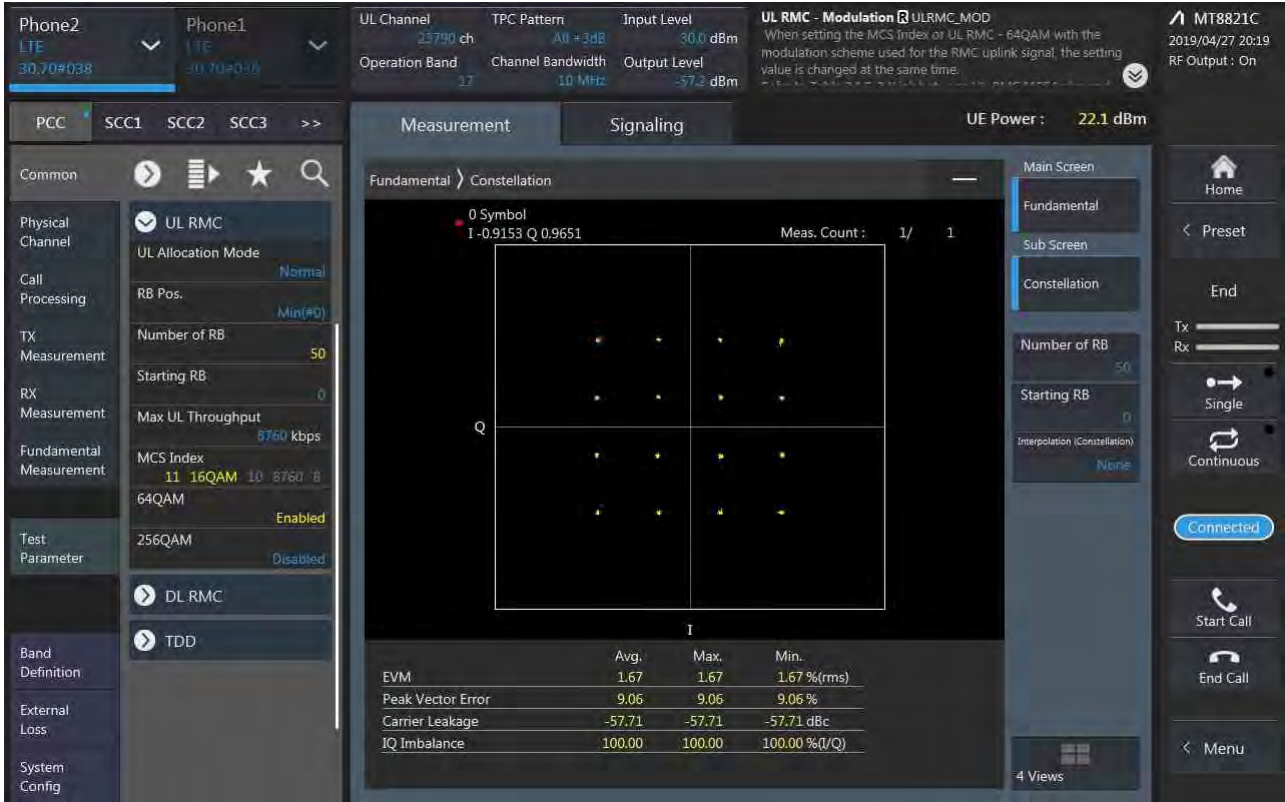 Phone2
LTE
30.70#038
Phone1
LTE
30.70#038
UL Channel
23790 ch
TPC Pattern
All +3dB
Input Level
30.0 dBm
Operation Band
17
Channel Bandwidth
10 MHz
Output Level
-57.2 dBm
UL RMC - Modulation R ULRMC_MOD
When setting the MCS Index or UL RMC - 64QAM with the
modulation scheme used for the RMC uplink signal, the setting
value is changed at the same time.
MT8821C
2019/04/27 20:19
RF Output : On
PCC SCC1 SCC2 SCC3 >>
Measurement
Signaling
UE Power : 22.1 dBm
Common
Physical
Channel
Call
Processing
TX
Measurement
RX
Measurement
Fundamental
Measurement
Test
Parameter
Band
Definition
External
Loss
System
Config
UL RMC
UL Allocation Mode
Normal
RB Pos.
Min(#0)
Number of RB
50
Starting RB
0
Max UL Throughput
8760 kbps
MCS Index
11 16QAM 10 8760 8
64QAM
Enabled
256QAM
Disabled
DL RMC
TDD
Fundamental > Constellation
0 Symbol
I -0.9153 Q 0.9651
Meas. Count : 1/ 1
Q
I
Avg. Max. Min.
EVM 1.67 1.67 1.67 %(rms)
Peak Vector Error 9.06 9.06 9.06 %
Carrier Leakage -57.71 -57.71 -57.71 dBc
IQ Imbalance 100.00 100.00 100.00 %(I/Q)
Main Screen
Fundamental
Sub Screen
Constellation
Number of RB
50
Starting RB
0
Interpolation (Constellation)
None
4 Views
Home
< Preset
End
Tx
Rx
Single
Continuous
Connected
Start Call
End Call
< Menu